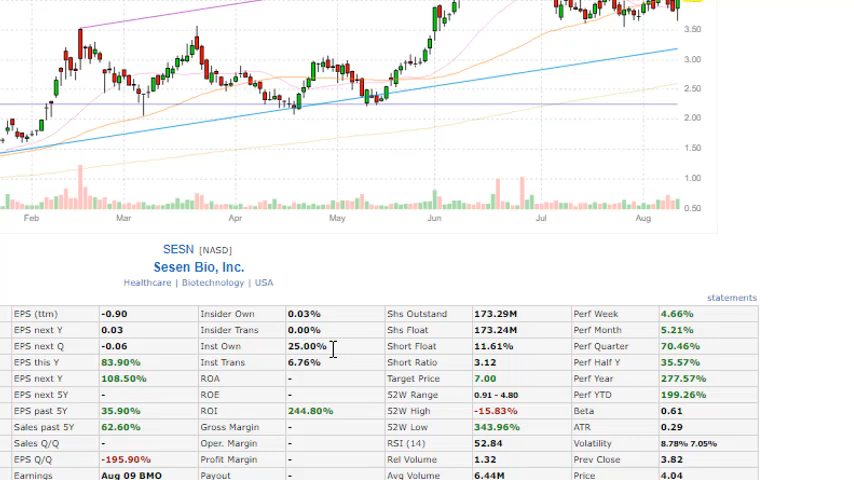 3.50
3.00
2.50
2.00
1.50
1.00
0.50
Feb Mar Apr May Jun Jul Aug
SESN [NASD]
Sesen Bio, Inc.
Healthcare | Biotechnology | USA
statements
EPS (ttm) -0.90 Insider Own 0.03% Shs Outstand 173.29M Perf Week 4.66%
EPS next Y 0.03 Insider Trans 0.00% Shs Float 173.24M Perf Month 5.21%
EPS next Q -0.06 Inst Own 25.00% Short Float 11.61% Perf Quarter 70.46%
EPS this Y 83.90% Inst Trans 6.76% Short Ratio 3.12 Perf Half Y 35.57%
EPS next Y 108.50% ROA - Target Price 7.00 Perf Year 277.57%
EPS next 5Y - ROE - 52W Range 0.91 - 4.80 Perf YTD 199.26%
EPS past 5Y 35.90% ROI 244.80% 52W High -15.83% Beta 0.61
Sales past 5Y 62.60% Gross Margin - 52W Low 343.96% ATR 0.29
Sales Q/Q - Oper. Margin - RSI (14) 52.84 Volatility 8.78% 7.05%
EPS Q/Q -195.90% Profit Margin - Rel Volume 1.32 Prev Close 3.82
Earnings Aug 09 BMO Payout - Avg Volume 6.44M Price 4.04